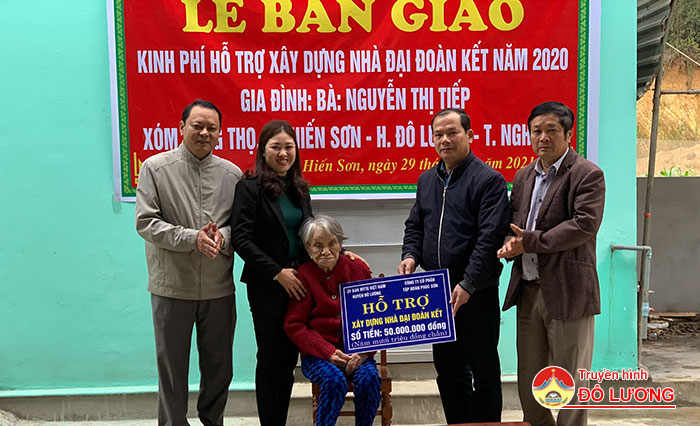 LỄ BÀN GIAO
KINH PHÍ HỖ TRỢ XÂY DỰNG NHÀ ĐẠI ĐOÀN KẾT NĂM 2020
GIA ĐÌNH: BÀ: NGUYỄN THỊ TIẾP
XÓM THỌ HIẾN SƠN - H. ĐÔ LƯ - T. NGH
Hiến Sơn, ngày 29 năm 2021
ỦY BAN MTTQ VIỆT NAM
HUYỆN ĐÔ LƯƠNG
CÔNG TY CỔ PHẦN
TẬP ĐOÀN PHÚC SƠN
HỖ TRỢ
XÂY DỰNG NHÀ ĐẠI ĐOÀN KẾT
SỐ TIỀN: 50.000.000 đồng
(Năm mươi triệu đồng chẵn)
Truyền hình
ĐÔ LƯƠNG